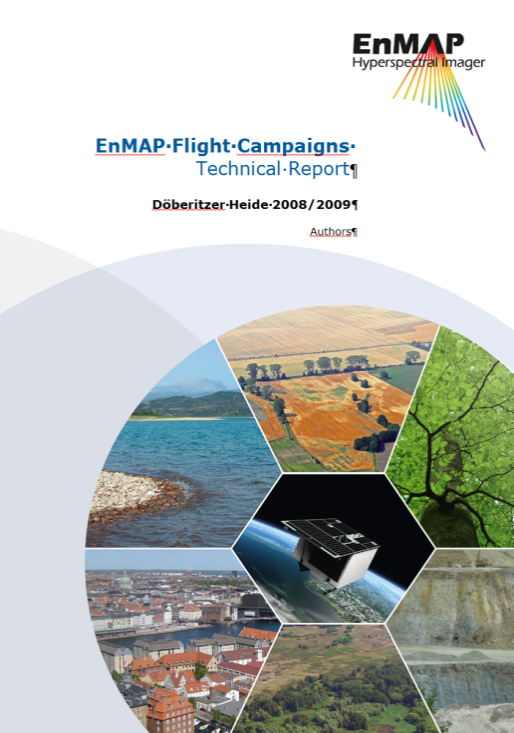 EnMAP
Hyperspectral Imager
EnMAP·Flight·Campaigns·
Technical·Report¶
Döberitzer·Heide·2008/2009¶
Authors¶